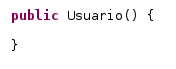 public Usuario() {
}